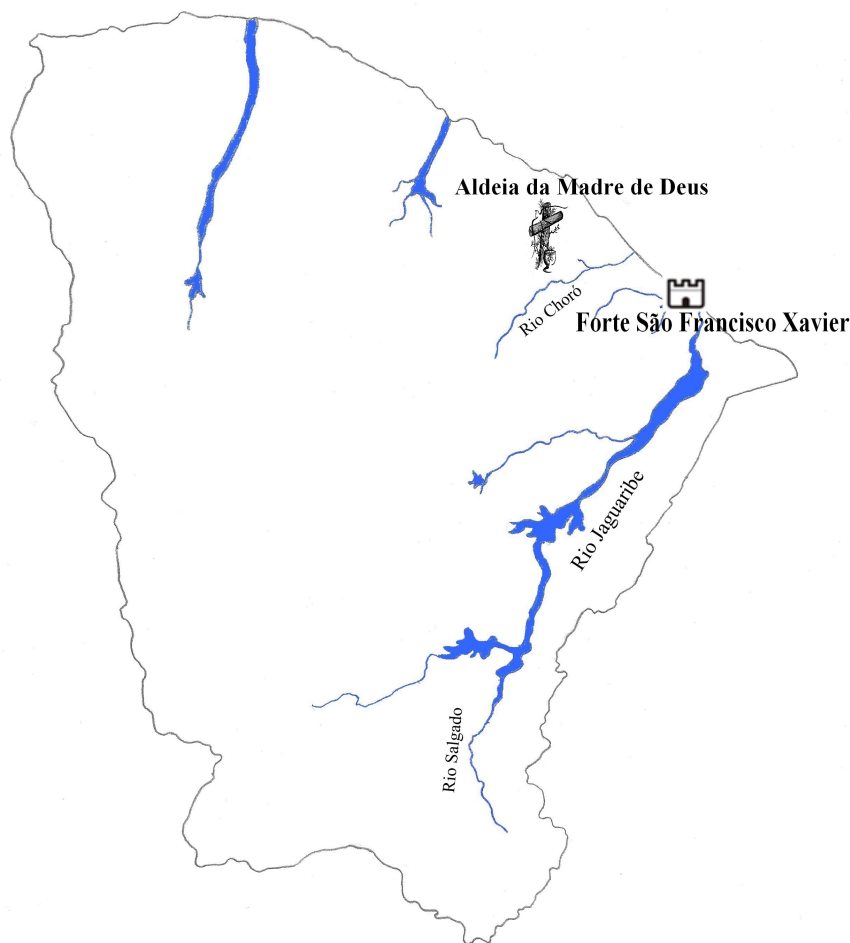 Aldeia da Madre de Deus
Rio Choró
Forte São Francisco Xavier
Rio Jaguaribe
Rio Salgado